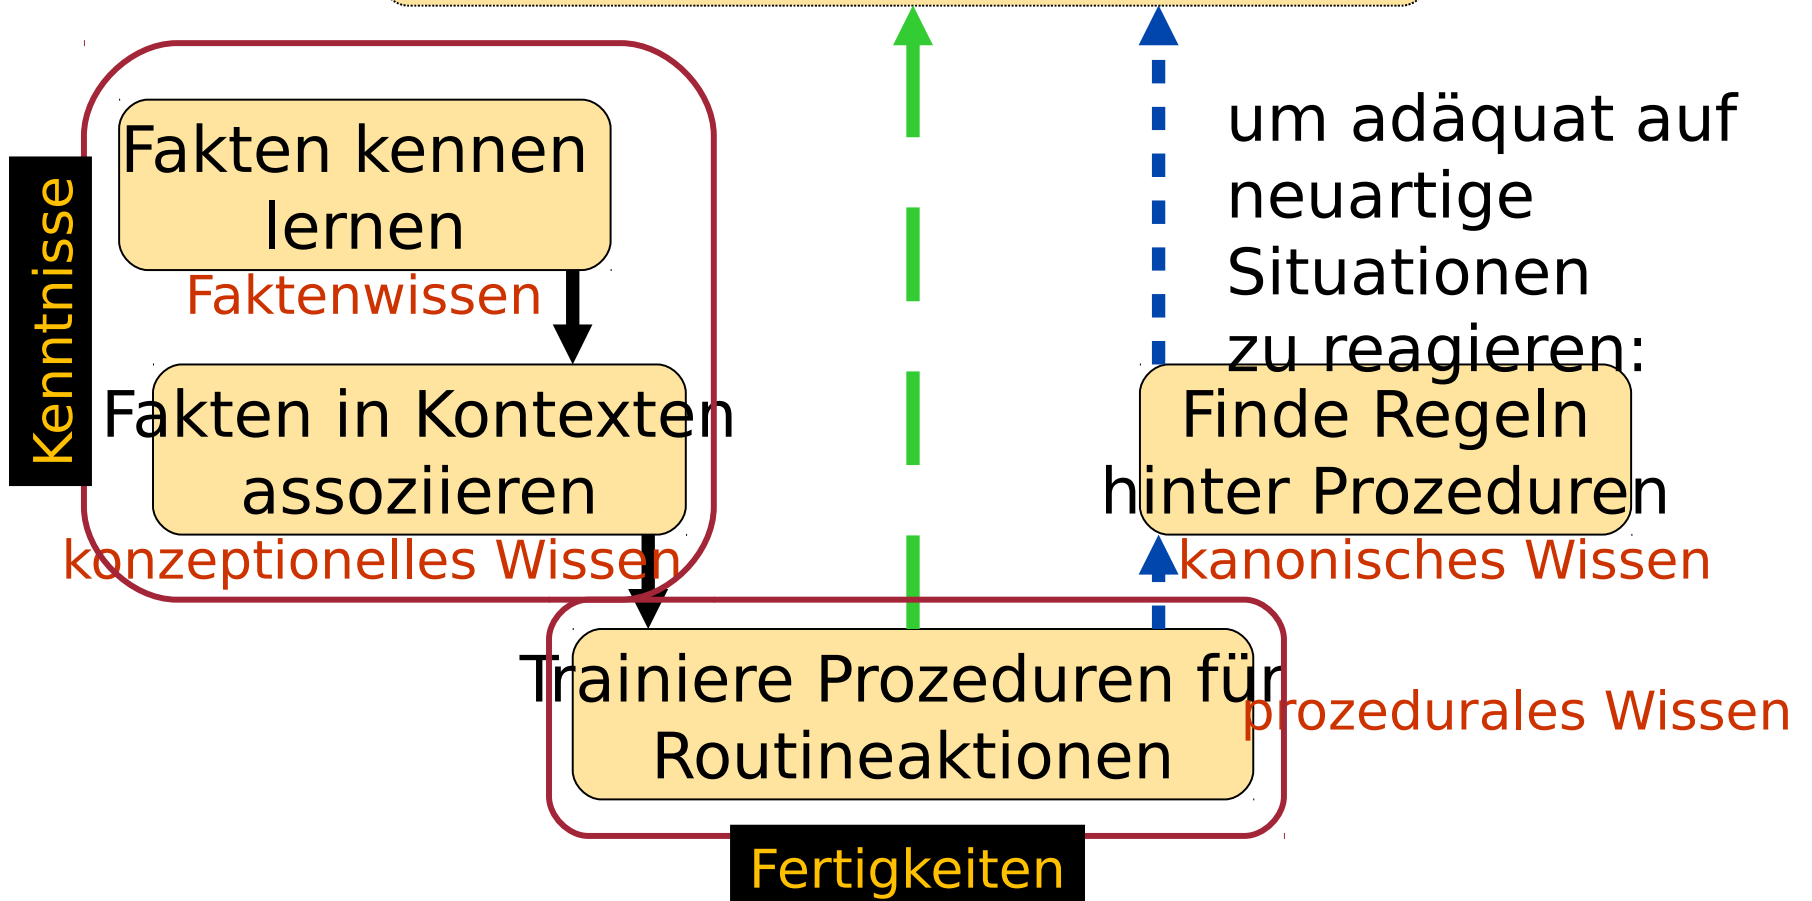 Kenntnisse
Fakten kennen
lernen
Faktenwissen
Fakten in Kontexten
assoziieren
konzeptionelles Wissen
um adäquat auf
neuartige
Situationen
zu reagieren:
Finde Regeln
hinter Prozeduren
kanonisches Wissen
Trainiere Prozeduren für
Routineaktionen
prozedurales Wissen
Fertigkeiten